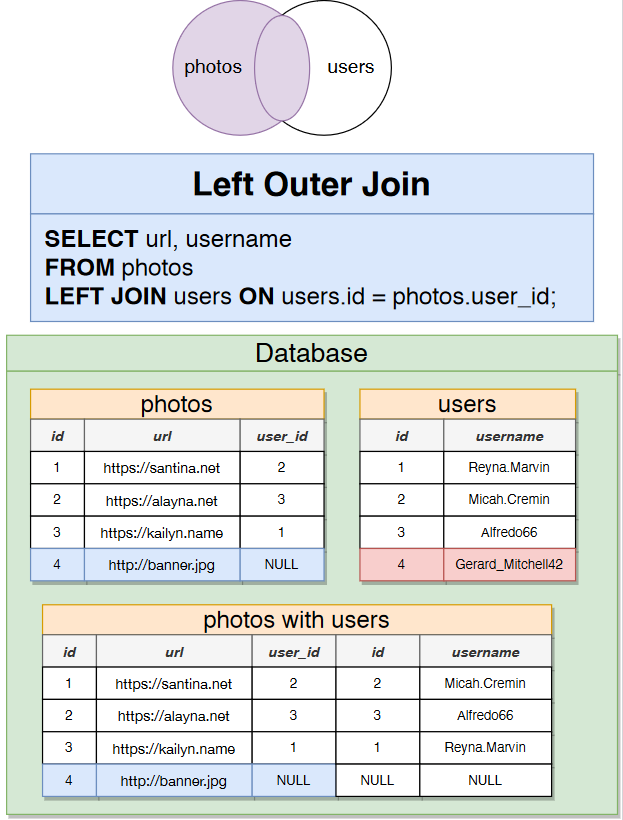 photos users
Left Outer Join
SELECT url, username
FROM photos
LEFT JOIN users ON users.id = photos.user_id;
Database
photos
id url user_id
1 https://santina.net 2
2 https://alayna.net 3
3 https://kailyn.name 1
4 http://banner.jpg NULL
users
id username
1 Reyna.Marvin
2 Micah.Cremin
3 Alfredo66
4 Gerard_Mitchell42
photos with users
id url user_id id username
1 https://santina.net 2 2 Micah.Cremin
2 https://alayna.net 3 3 Alfredo66
3 https://kailyn.name 1 1 Reyna.Marvin
4 http://banner.jpg NULL NULL NULL